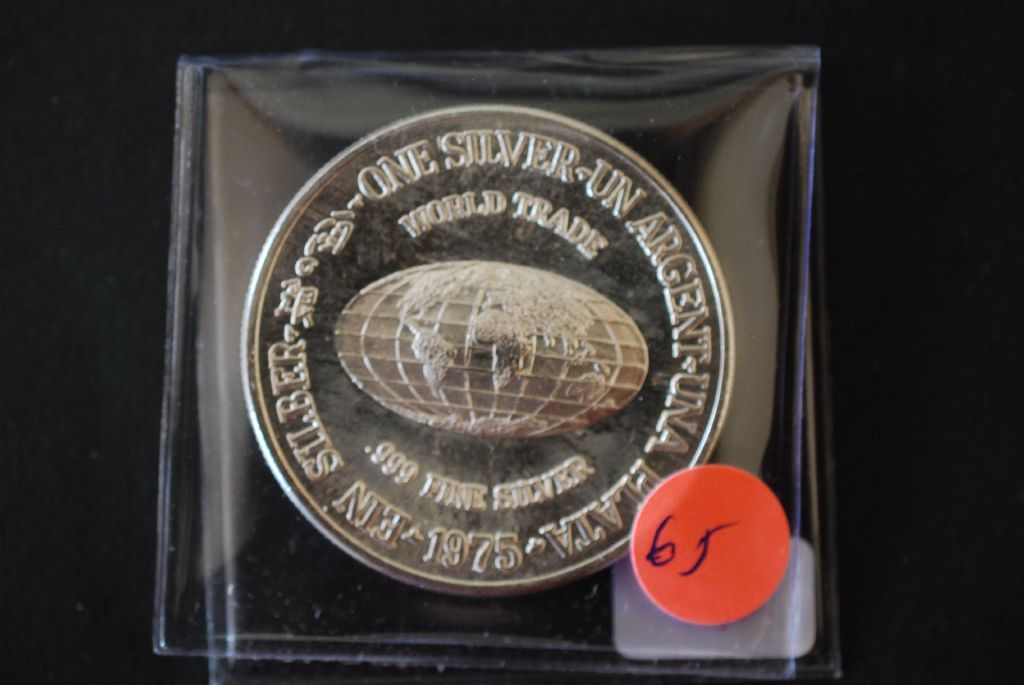 ONE SILVER-UN ARGENT-UNA PLATA-1975-EIN SILBER
WORLD TRADE
.999 FINE SILVER
65